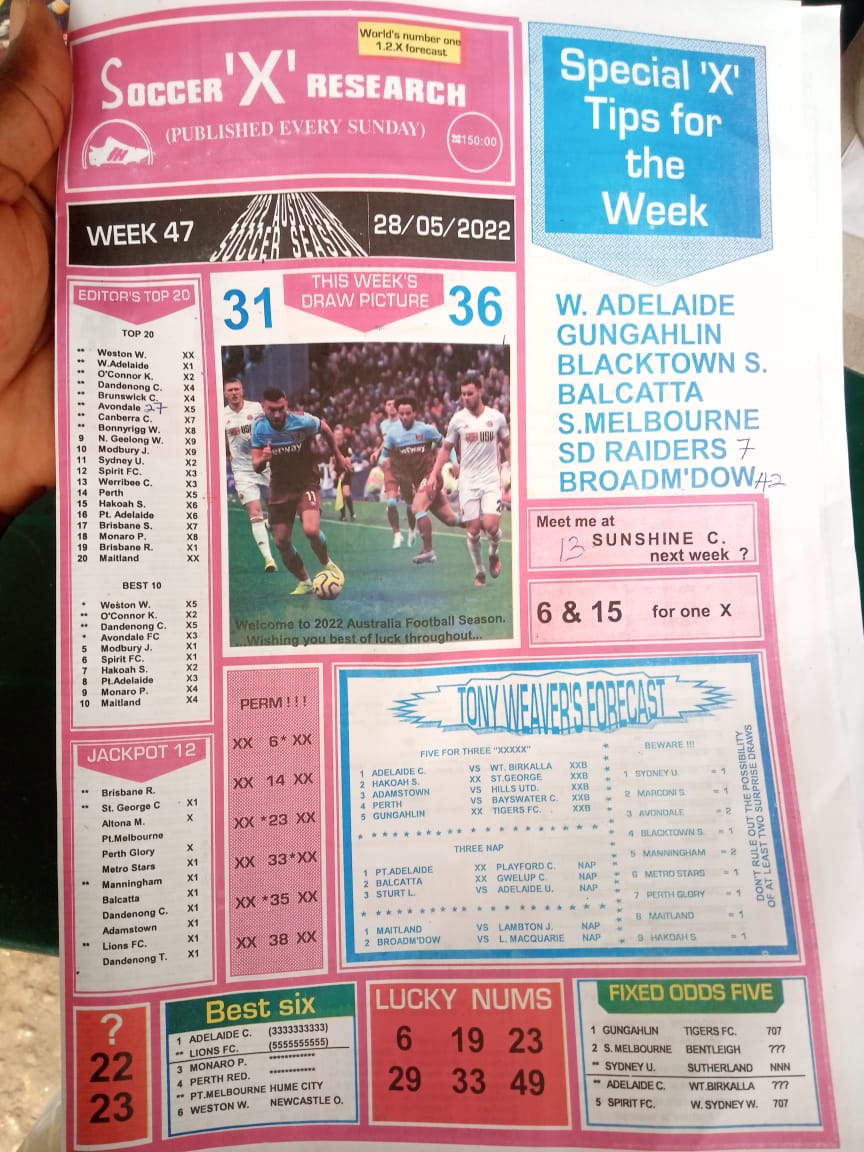 World's number one
1.2.X forecast
SOCCER 'X' RESEARCH
(PUBLISHED EVERY SUNDAY)
₦150:00
WEEK 47
2022 AUSTRALIA
SOCCER SEASON
28/05/2022
Special 'X'
Tips for
the
Week
W. ADELAIDE
GUNGAHLIN
BLACKTOWN S.
BALCATTA
S.MELBOURNE
SD RAIDERS 7
BROADM'DOW 42
EDITOR'S TOP 20
TOP 20
** Weston W. XX
** W.Adelaide X1
** O'Connor K. X2
** Dandenong C. X4
** Brunswick C. X4
** Avondale 27 X5
** Canberra C. X7
** Bonnyrigg W. X8
9 N. Geelong W. X9
10 Modbury J. X9
11 Sydney U. X2
12 Spirit FC. X3
13 Werribee C. X3
14 Perth X5
15 Hakoah S. X6
16 Pt. Adelaide X6
17 Brisbane S. X7
18 Monaro P. X8
19 Brisbane R. X1
20 Maitland XX
BEST 10
* Weston W. X5
** O'Connor K. X2
** Dandenong C. X5
* Avondale FC X3
5 Modbury J. X1
6 Spirit FC. X1
7 Hakoah S. X2
8 Pt.Adelaide X3
9 Monaro P. X4
10 Maitland X4
31
THIS WEEK'S
DRAW PICTURE
36
erway
11
erway
8
USG
USG
Welcome to 2022 Australia Football Season.
...Wishing you best of luck throughout...
Meet me at
13 SUNSHINE C.
next week ?
6 & 15 for one X
JACKPOT 12
** Brisbane R.
** St. George C X1
Altona M. X
Pt.Melbourne
Perth Glory X
Metro Stars X1
** Manningham X1
Balcatta X1
Dandenong C. X1
Adamstown X1
** Lions FC. X1
Dandenong T. X1
PERM ! ! !
XX 6* XX
XX 14 XX
XX *23 XX
XX 33*XX
XX *35 XX
XX 38 XX
TONY WEAVER'S FORECAST
FIVE FOR THREE "XXXXX"
1 ADELAIDE C. VS WT. BIRKALLA XXB
2 HAKOAH S. XX ST.GEORGE XXB
3 ADAMSTOWN VS HILLS UTD. XXB
4 PERTH VS BAYSWATER C. XXB
5 GUNGAHLIN XX TIGERS FC. XXB
THREE NAP
1 PT.ADELAIDE XX PLAYFORD C. NAP
2 BALCATTA XX GWELUP C. NAP
3 STURT L. VS ADELAIDE U. NAP
1 MAITLAND VS LAMBTON J. NAP
2 BROADM'DOW VS L. MACQUARIE NAP
BEWARE !!!
1 SYDNEY U. = 1
2 MARCONI S. = 1
3 AVONDALE = 2
4 BLACKTOWN S. = 1
5 MANNINGHAM = 2
6 METRO STARS = 1
7 PERTH GLORY = 1
8 MAITLAND = 1
9 HAKOAH S. = 1
DON'T RULE OUT THE POSSIBILITY
OF AT LEAST TWO SURPRISE DRAWS
?
22
23
Best six
1 ADELAIDE C. (3333333333)
** LIONS FC. (5555555555)
3 MONARO P. ************
4 PERTH RED. ************
** PT.MELBOURNE HUME CITY
6 WESTON W. NEWCASTLE O.
LUCKY NUMS
6 19 23
29 33 49
FIXED ODDS FIVE
1 GUNGAHLIN TIGERS FC. 707
2 S.MELBOURNE BENTLEIGH ???
** SYDNEY U. SUTHERLAND NNN
** ADELAIDE C. WT.BIRKALLA ???
5 SPIRIT FC. W. SYDNEY W. 707